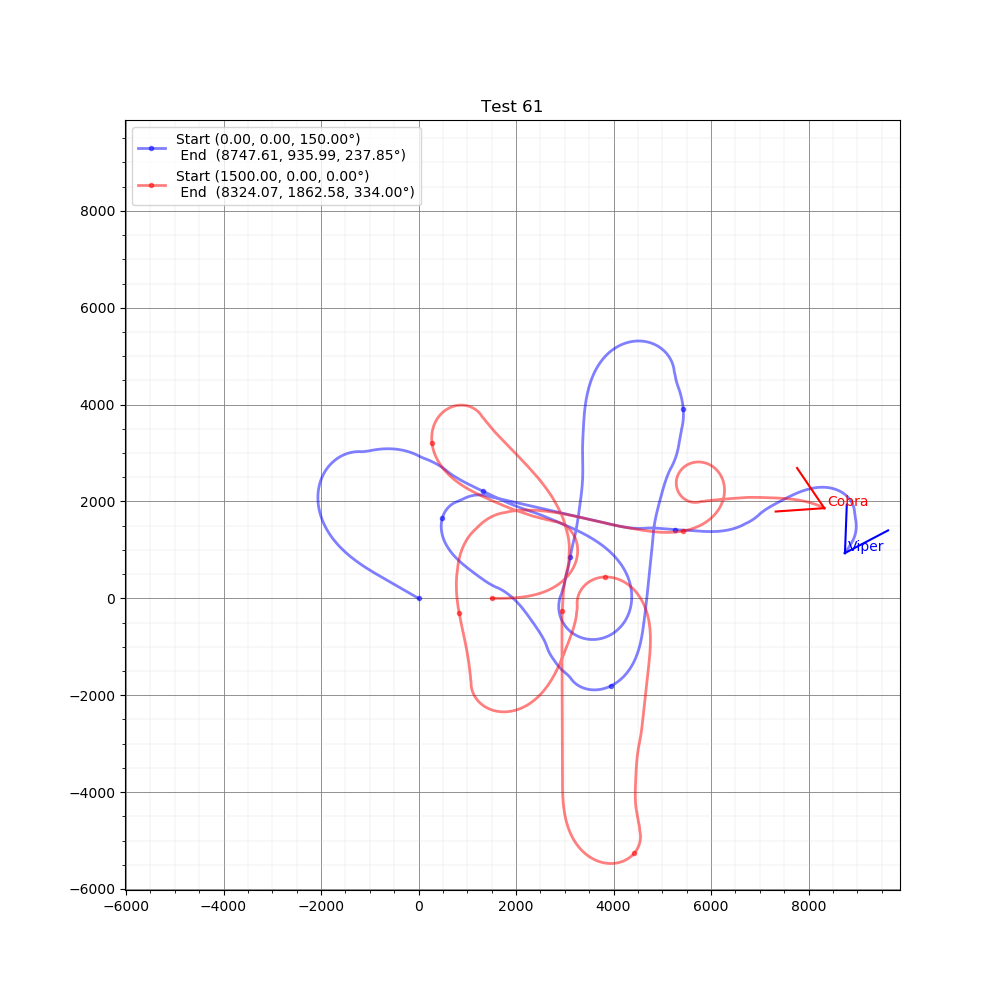 Test 61
Start (0.00, 0.00, 150.00°)
End  (8747.61, 935.99, 237.85°)
Start (1500.00, 0.00, 0.00°)
End  (8324.07, 1862.58, 334.00°)
8000
6000
4000
2000
0
−2000
−4000
−6000
Cobra
Viper
−6000 −4000 −2000 0 2000 4000 6000 8000